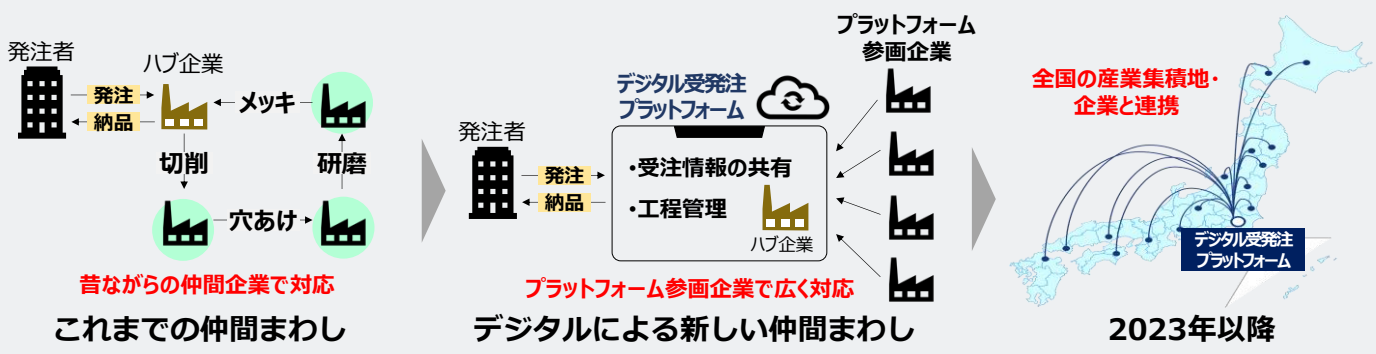 発注者
ハブ企業
発注
納品
メッキ
切削
研磨
穴あけ
昔ながらの仲間企業で対応
これまでの仲間まわし
プラットフォーム
参画企業
デジタル受発注
プラットフォーム
発注者
発注
納品
・受注情報の共有
・工程管理
ハブ企業
プラットフォーム参画企業で広く対応
デジタルによる新しい仲間まわし
全国の産業集積地・
企業と連携
デジタル受発注
プラットフォーム
2023年以降